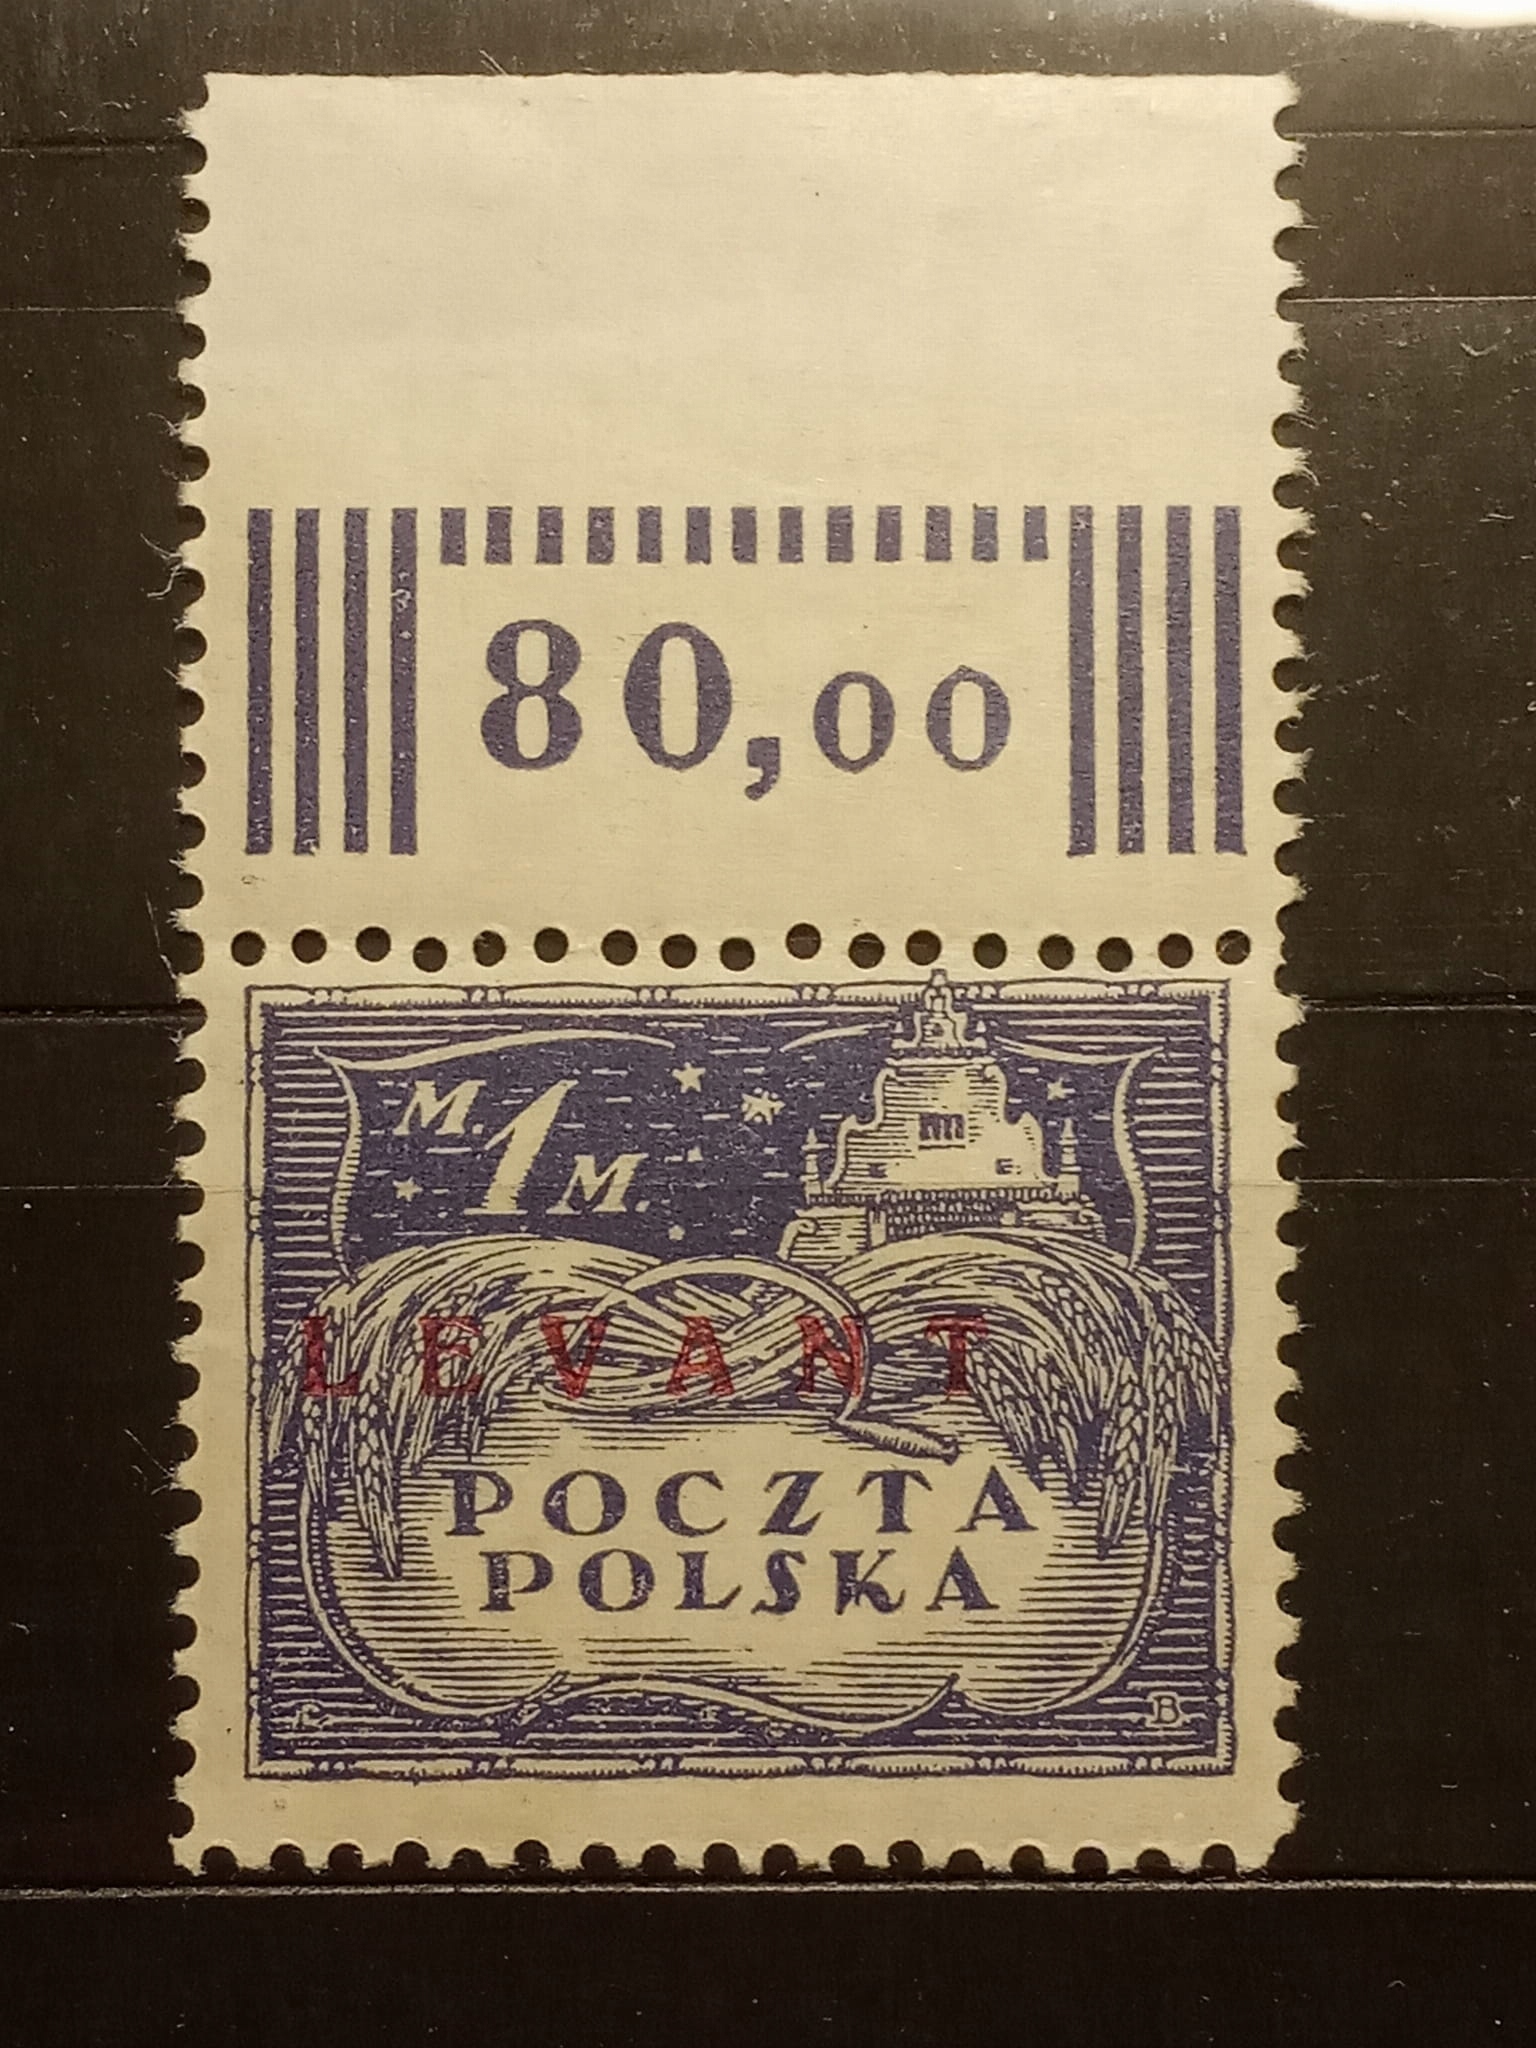 80,00
M. 1 M.
LEVANT
POCZTA
POLSKA
B